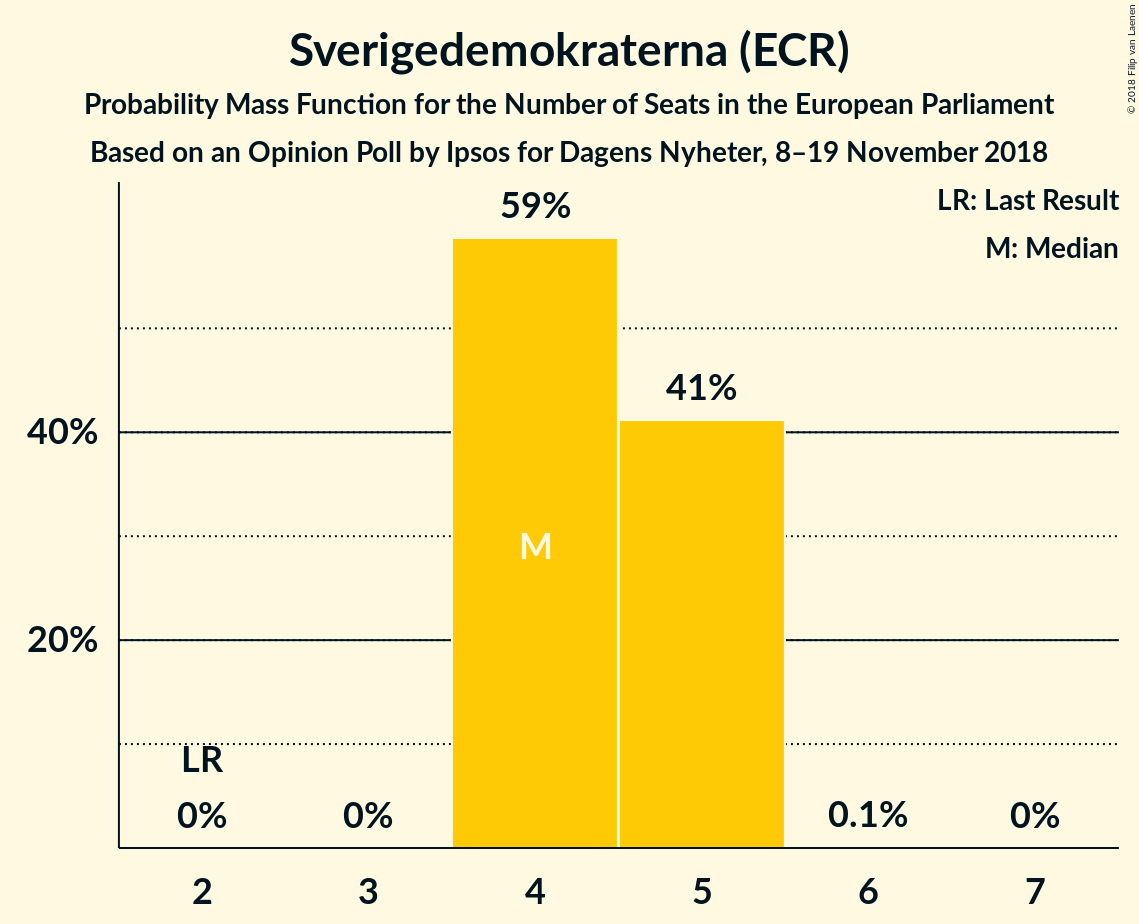 Sverigedemokraterna (ECR)
Probability Mass Function for the Number of Seats in the European Parliament
Based on an Opinion Poll by Ipsos for Dagens Nyheter, 8–19 November 2018
© 2018 Filip van Laenen
LR: Last Result
M: Median
59%
41%
40%
M
20%
LR
0%
0%
0.1%
0%
2
3
4
5
6
7